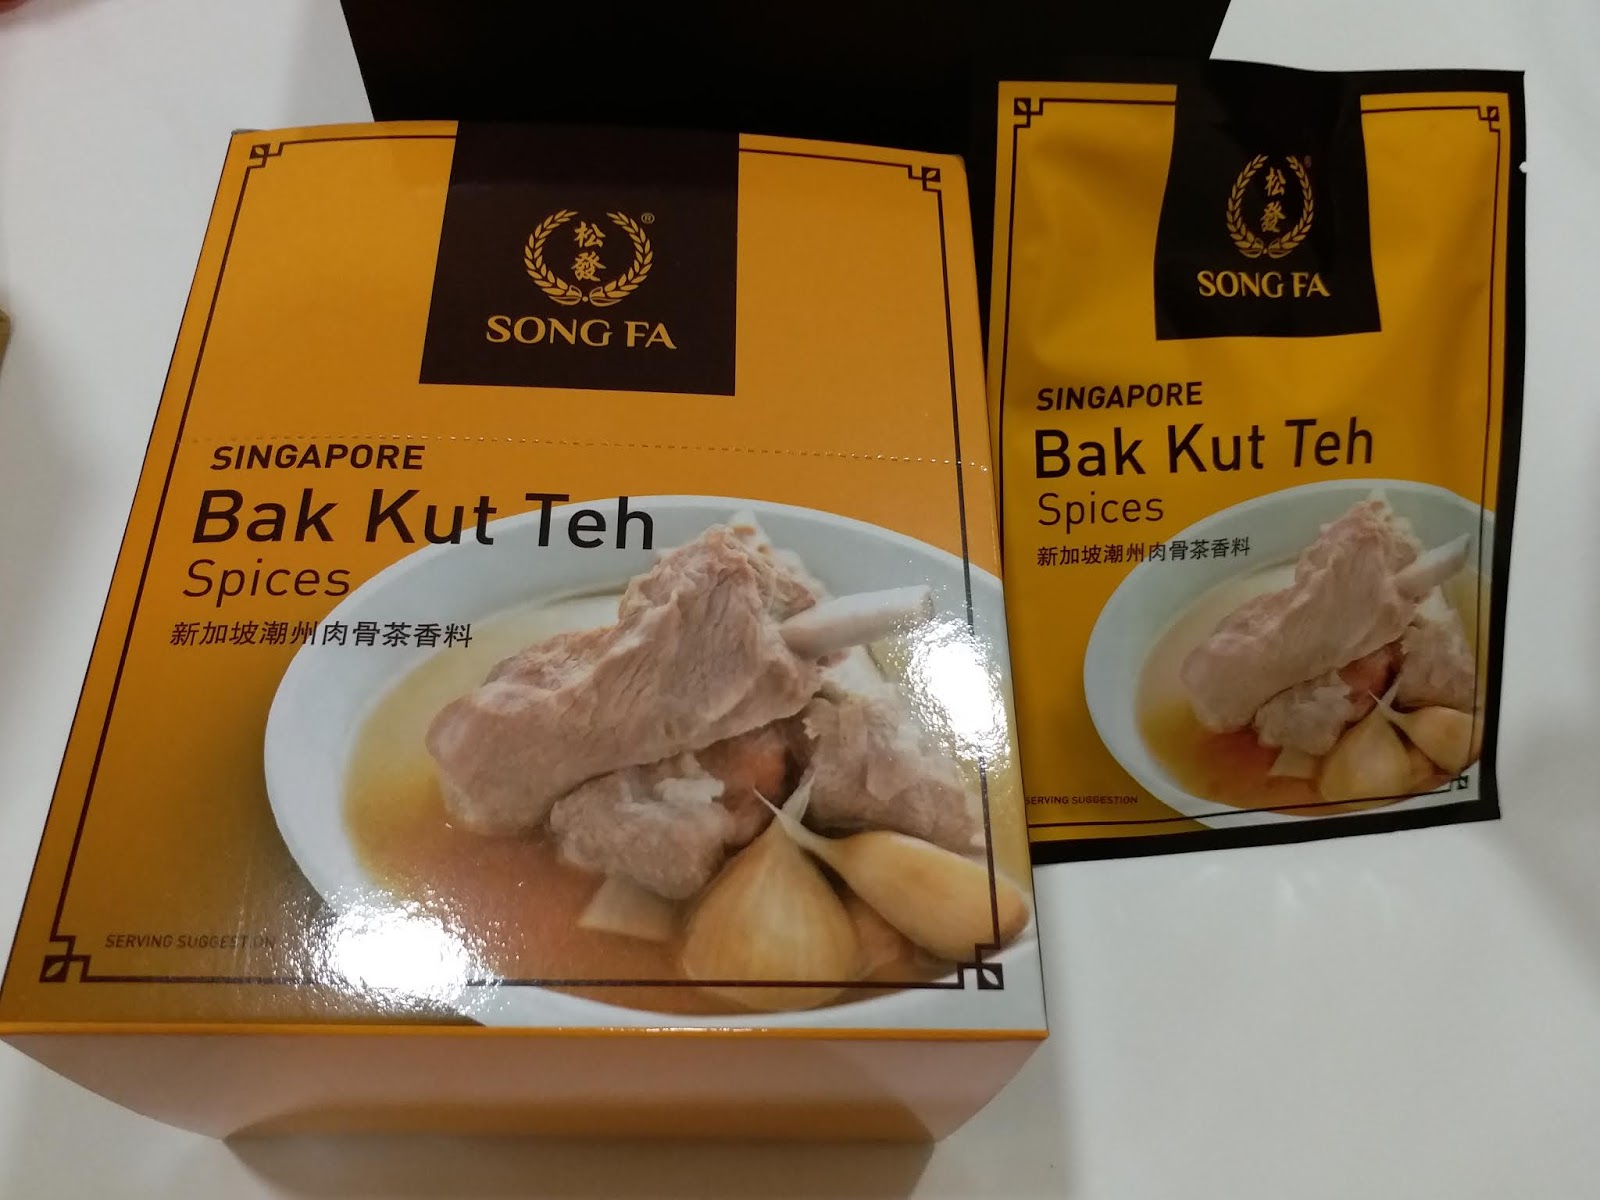 松
發
®
SONG FA
SINGAPORE
Bak Kut Teh
Spices
新加坡潮州肉骨茶香料
SERVING SUGGESTION
松
發
®
SONG FA
SINGAPORE
Bak Kut Teh
Spices
新加坡潮州肉骨茶香料
SERVING SUGGESTION